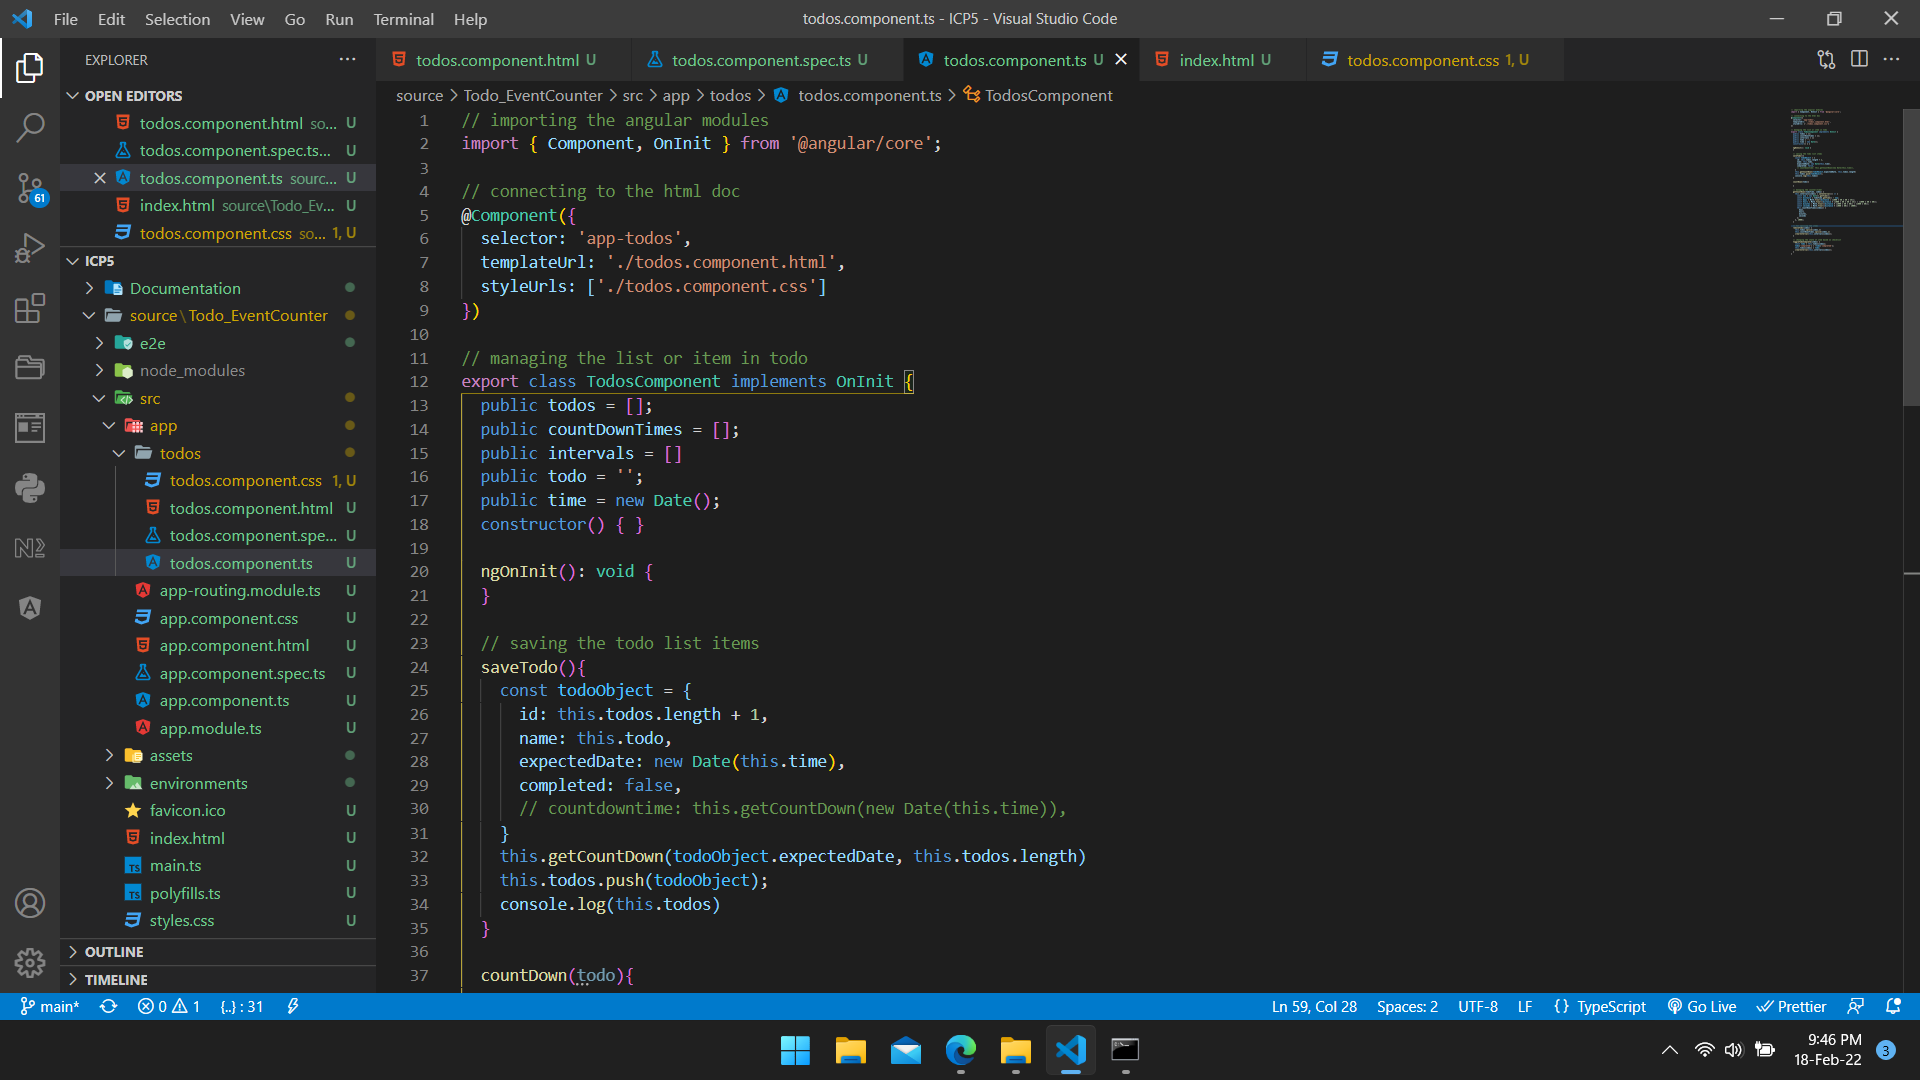 File Edit Selection View Go Run Terminal Help
todos.component.ts - ICP5 - Visual Studio Code
EXPLORER
OPEN EDITORS
todos.component.html so... U
todos.component.spec.ts... U
todos.component.ts sourc... U
index.html source\Todo_Ev... U
todos.component.css so... 1, U
ICP5
Documentation
source\Todo_EventCounter
e2e
node_modules
src
app
todos
todos.component.css 1, U
todos.component.html U
todos.component.spe... U
todos.component.ts U
app-routing.module.ts U
app.component.css U
app.component.html U
app.component.spec.ts U
app.component.ts U
app.module.ts U
assets
environments
favicon.ico U
index.html U
main.ts U
polyfills.ts U
styles.css U
OUTLINE
TIMELINE
61
todos.component.html U
todos.component.spec.ts U
todos.component.ts U
index.html U
todos.component.css 1, U
source > Todo_EventCounter > src > app > todos > todos.component.ts > TodosComponent
1 // importing the angular modules
2 import { Component, OnInit } from '@angular/core';
3
4 // connecting to the html doc
5 @Component({
6 selector: 'app-todos',
7 templateUrl: './todos.component.html',
8 styleUrls: ['./todos.component.css']
9 })
10
11 // managing the list or item in todo
12 export class TodosComponent implements OnInit {
13 public todos = [];
14 public countDownTimes = [];
15 public intervals = []
16 public todo = '';
17 public time = new Date();
18 constructor() { }
19
20 ngOnInit(): void {
21 }
22
23 // saving the todo list items
24 saveTodo(){
25 const todoObject = {
26 id: this.todos.length + 1,
27 name: this.todo,
28 expectedDate: new Date(this.time),
29 completed: false,
30 // countdowntime: this.getCountDown(new Date(this.time)),
31 }
32 this.getCountDown(todoObject.expectedDate, this.todos.length)
33 this.todos.push(todoObject);
34 console.log(this.todos)
35 }
36
37 countDown(todo){
main* 0 1 {..} : 31
Ln 59, Col 28 Spaces: 2 UTF-8 LF {} TypeScript Go Live Prettier
9:46 PM
18-Feb-22
3